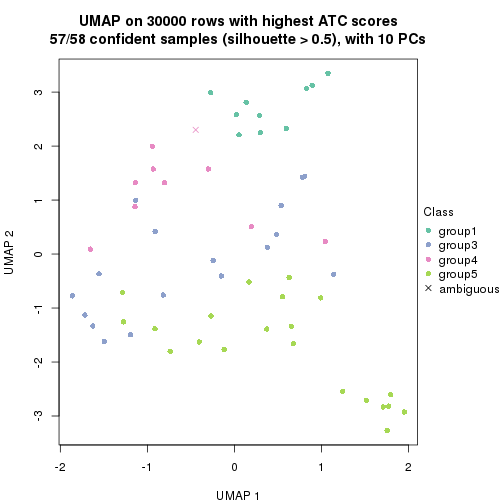 UMAP on 30000 rows with highest ATC scores
57/58 confident samples (silhouette > 0.5), with 10 PCs
3
2
1
0
-1
-2
-3
UMAP 2
-2
-1
0
1
2
UMAP 1
Class
group1
group3
group4
group5
ambiguous